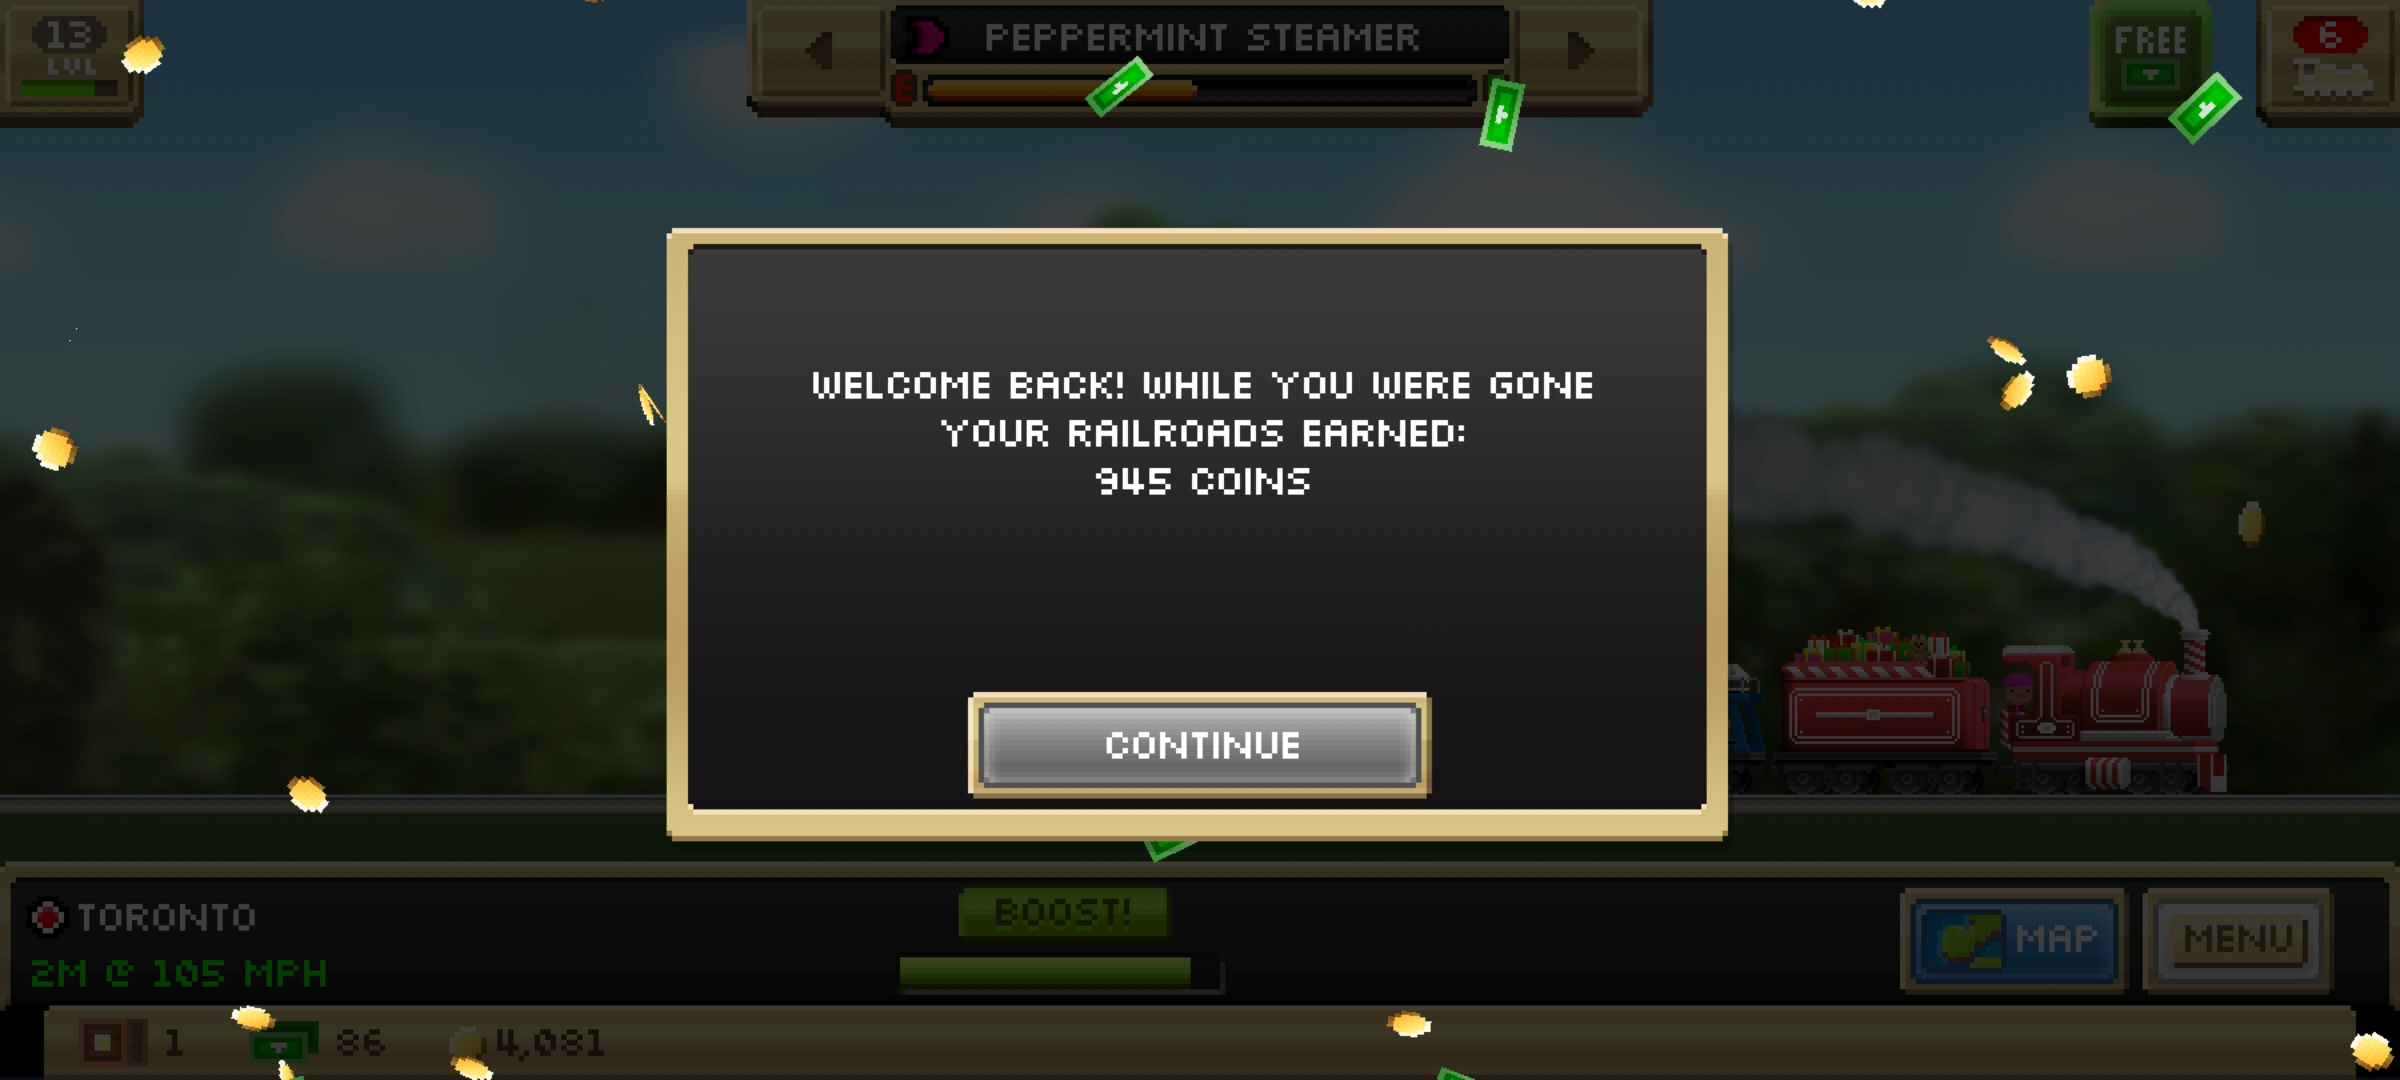 13
LVL
PEPPERMINT STEAMER
E
FREE
6
WELCOME BACK! WHILE YOU WERE GONE
YOUR RAILROADS EARNED:
945 COINS
CONTINUE
TORONTO
2M @ 105 MPH
BOOST!
MAP
MENU
1
86
4,081